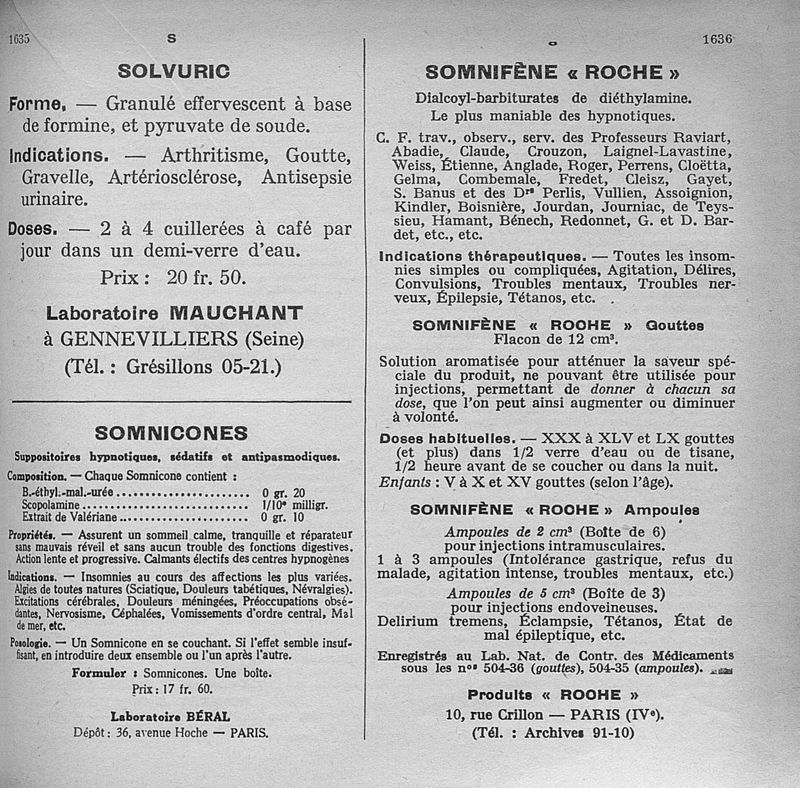 1635
S
SOLVURIC
Forme. — Granulé effervescent à base
de formine, et pyruvate de soude.
Indications. — Arthritisme, Goutte,
Gravelle, Artériosclérose, Antisepsie
urinaire.
Doses. — 2 à 4 cuillerées à café par
jour dans un demi-verre d'eau.
Prix : 20 fr. 50.
Laboratoire MAUCHANT
à GENNEVILLIERS (Seine)
(Tél. : Grésillons 05-21.)
SOMNICONES
Suppositoires hypnotiques, sédatifs et antipasmodiques.
Composition. — Chaque Somnicone contient :
B.-éthyl.-mal.-urée ...................... 0 gr. 20
Scopolamine ............................ 1/10e milligr.
Extrait de Valériane ...................... 0 gr. 10
Propriétés. — Assurent un sommeil calme, tranquille et réparateur
sans mauvais réveil et sans aucun trouble des fonctions digestives.
Action lente et progressive. Calmants électifs des centres hypnogènes
Indications. — Insomnies au cours des affections les plus variées.
Algies de toutes natures (Sciatique, Douleurs tabétiques, Névralgies).
Excitations cérébrales, Douleurs méningées, Préoccupations obsé-
dantes, Nervosisme, Céphalées, Vomissements d'ordre central, Mal
de mer, etc.
Posologie. — Un Somnicone en se couchant. Si l'effet semble insuf-
fisant, en introduire deux ensemble ou l'un après l'autre.
Formuler : Somnicones. Une boîte.
Prix : 17 fr. 60.
Laboratoire BÉRAL
Dépôt : 36, avenue Hoche — PARIS.
1636
SOMNIFÈNE « ROCHE »
Dialcoyl-barbiturates de diéthylamine.
Le plus maniable des hypnotiques.
C. F. trav., observ., serv. des Professeurs Raviart,
Abadie, Claude, Crouzon, Laignel-Lavastine,
Weiss, Étienne, Anglade, Roger, Perrens, Cloëtta,
Gelma, Combemale, Fredet, Cleisz, Gayet,
S. Banus et des Drs Perlis, Vullien, Assoignion,
Kindler, Boisnière, Jourdan, Journiac, de Teys-
sieu, Hamant, Bénech, Redonnet, G. et D. Bar-
det, etc., etc.
Indications thérapeutiques. — Toutes les insom-
nies simples ou compliquées, Agitation, Délires,
Convulsions, Troubles mentaux, Troubles ner-
veux, Épilepsie, Tétanos, etc.
SOMNIFÈNE « ROCHE » Gouttes
Flacon de 12 cm³.
Solution aromatisée pour atténuer la saveur spé-
ciale du produit, ne pouvant être utilisée pour
injections, permettant de donner à chacun sa
dose, que l'on peut ainsi augmenter ou diminuer
à volonté.
Doses habituelles. — XXX à XLV et LX gouttes
(et plus) dans 1/2 verre d'eau ou de tisane,
1/2 heure avant de se coucher ou dans la nuit.
Enfants : V à X et XV gouttes (selon l'âge).
SOMNIFÈNE « ROCHE » Ampoules
Ampoules de 2 cm³ (Boîte de 6)
pour injections intramusculaires.
1 à 3 ampoules (Intolérance gastrique, refus du
malade, agitation intense, troubles mentaux, etc.)
Ampoules de 5 cm³ (Boîte de 3)
pour injections endoveineuses.
Delirium tremens, Éclampsie, Tétanos, État de
mal épileptique, etc.
Enregistrés au Lab. Nat. de Contr. des Médicaments
sous les nos 504-36 (gouttes), 504-35 (ampoules).
Produits « ROCHE »
10, rue Crillon — PARIS (IVe).
(Tél. : Archives 91-10)